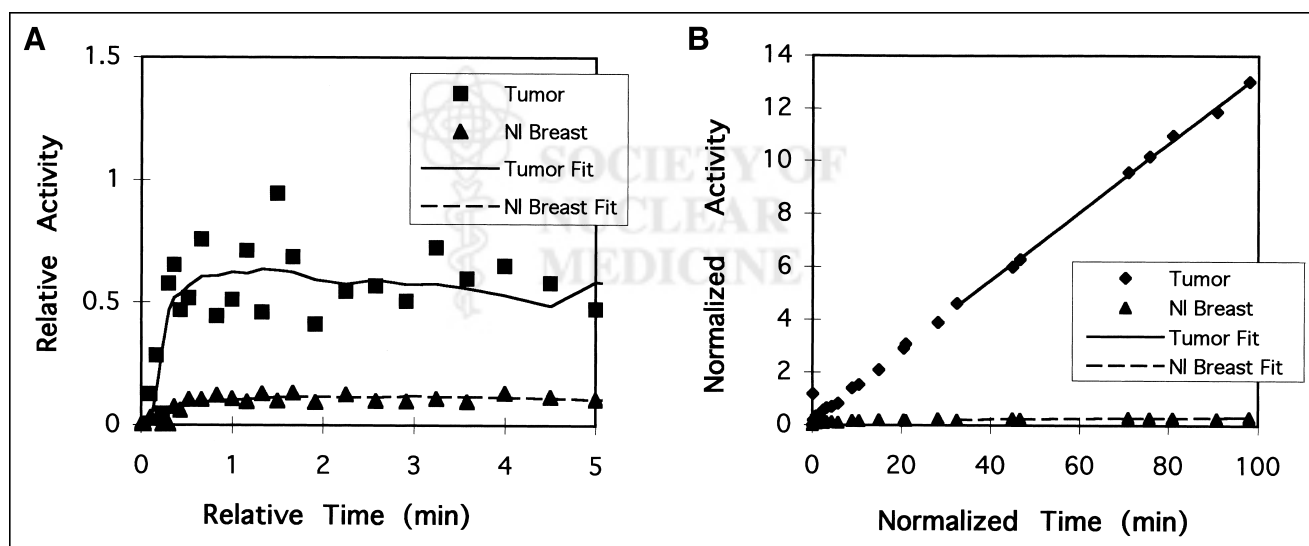 A
1.5
1
0.5
0
0
1
2
3
4
5
Relative Activity
Relative Time (min)
Tumor
Nl Breast
Tumor Fit
Nl Breast Fit
SOCIETY OF
NUCLEAR
MEDICINE
B
14
12
10
8
6
4
2
0
0
20
40
60
80
100
Normalized Activity
Normalized Time (min)
Tumor
Nl Breast
Tumor Fit
Nl Breast Fit